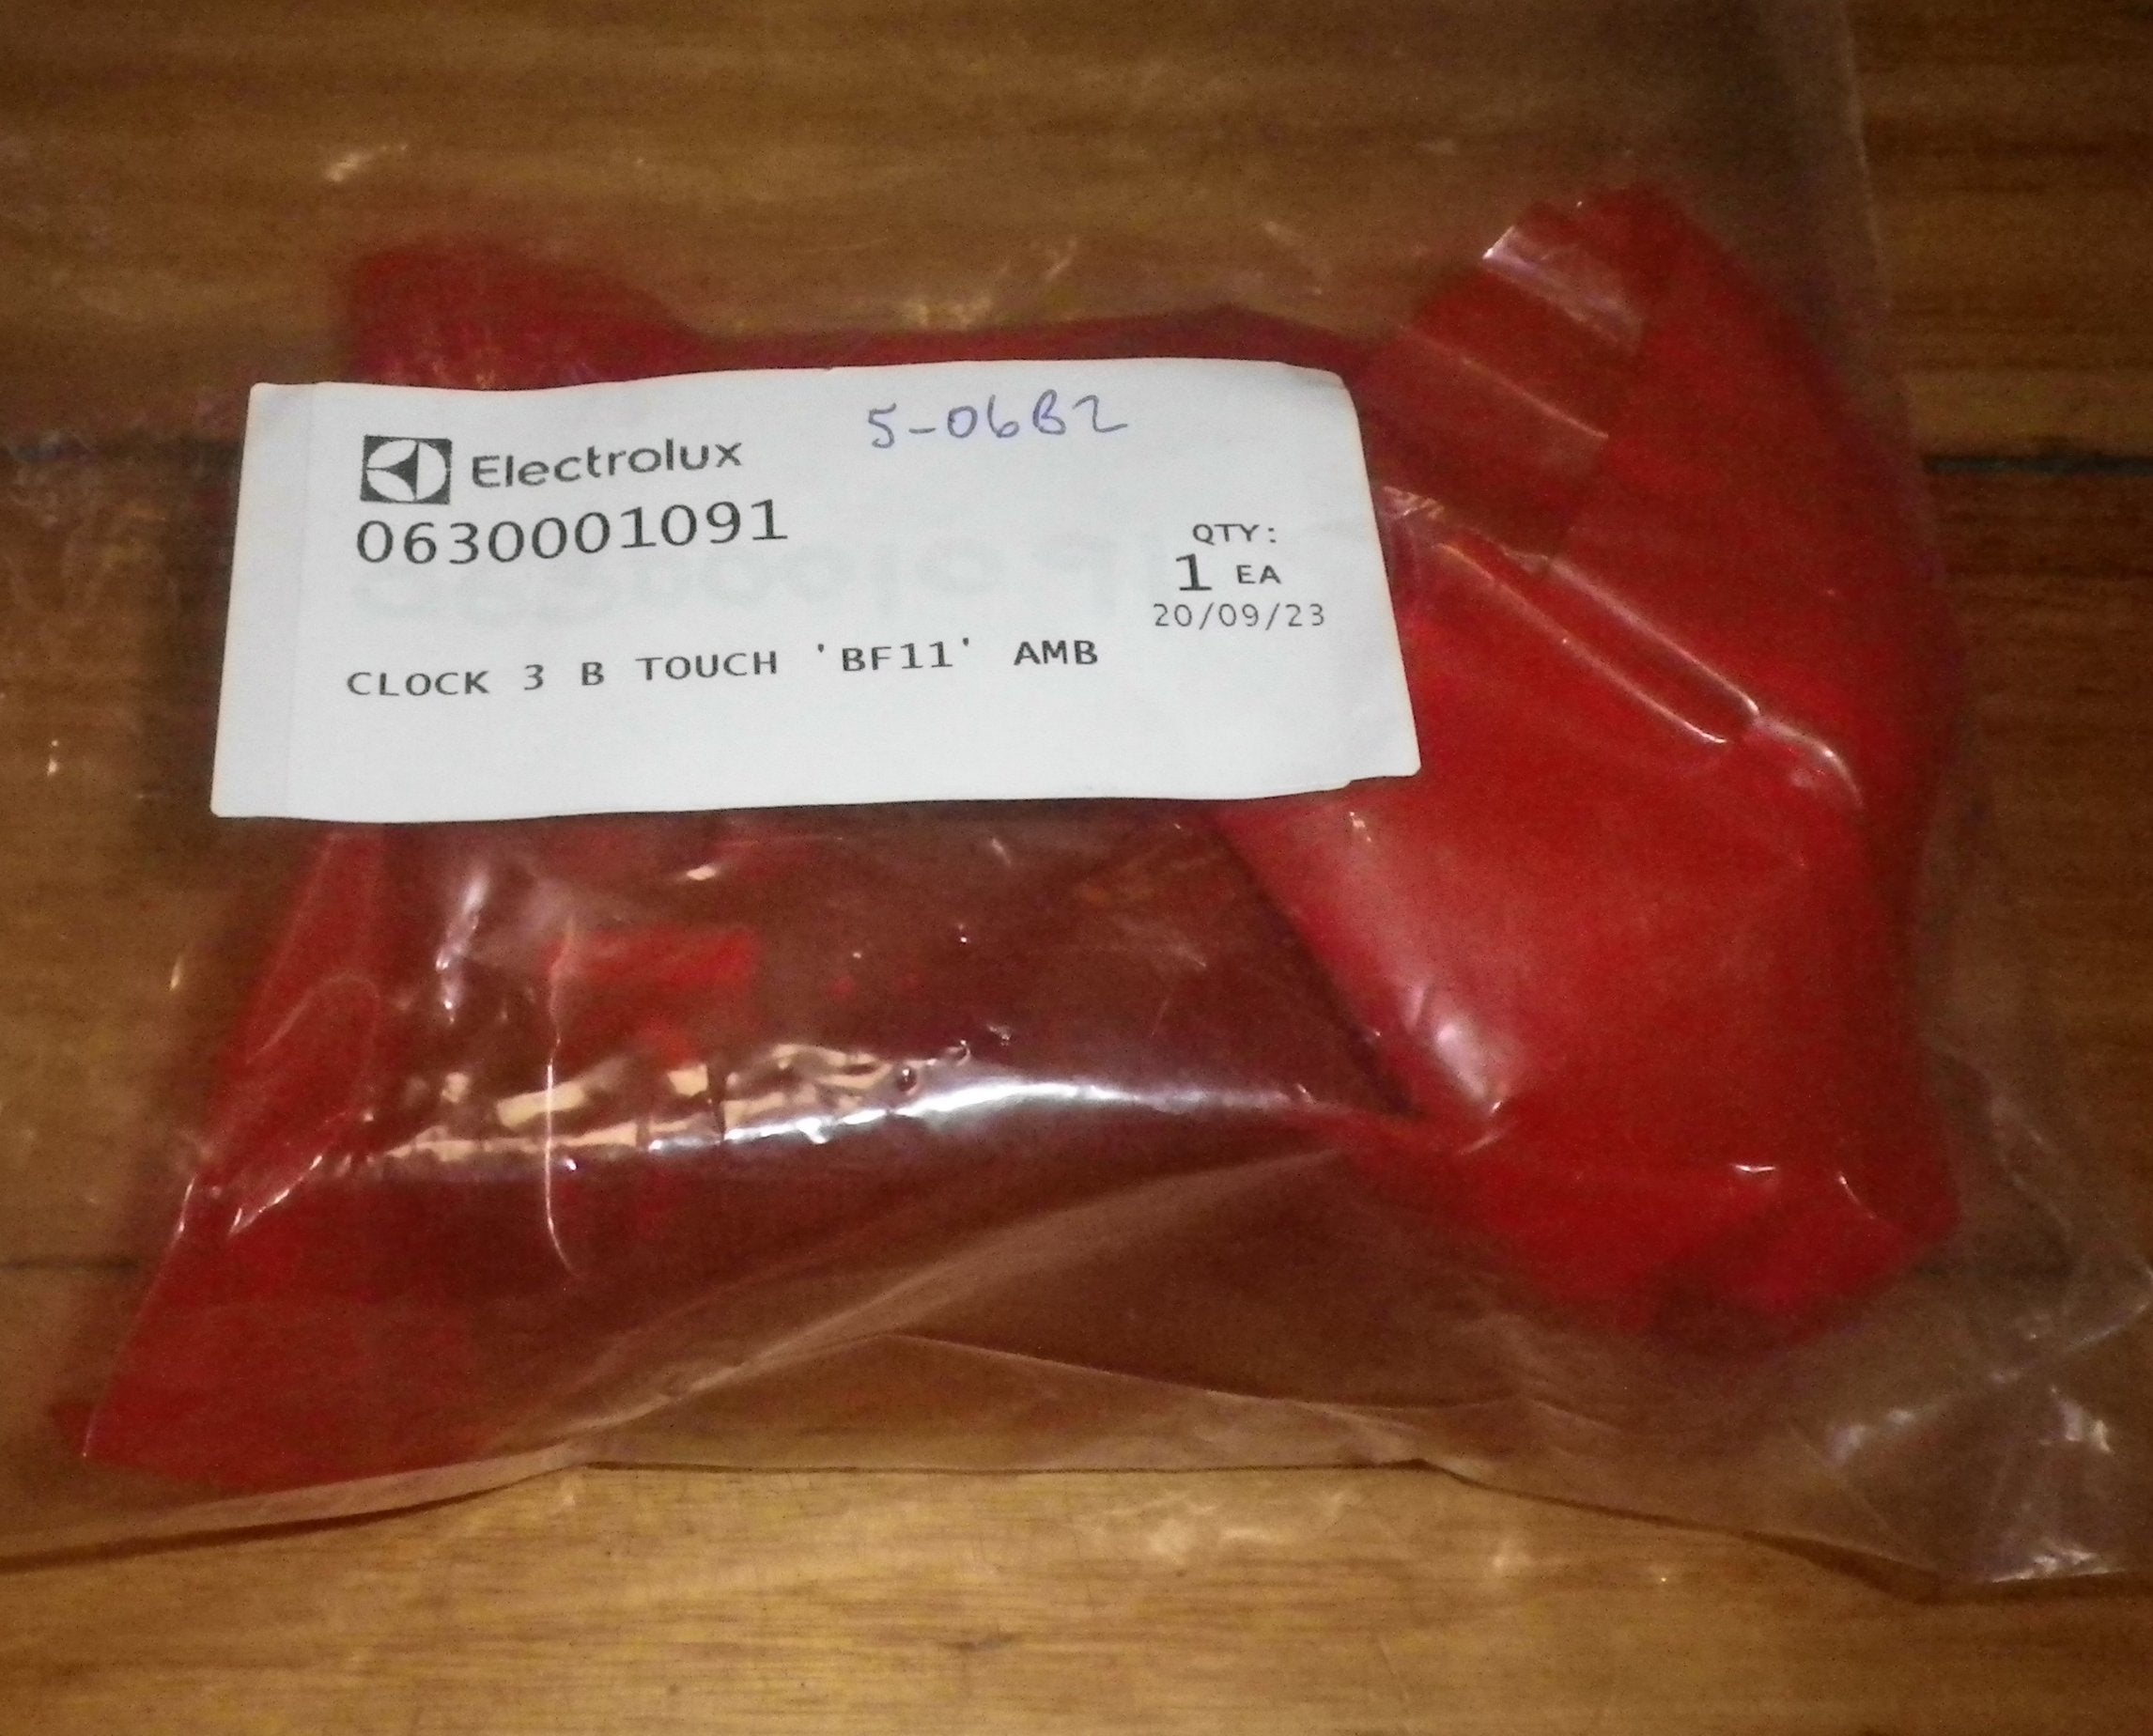 5-06B2
Electrolux
0630001091
QTY:
1 EA
20/09/23
CLOCK 3 B TOUCH 'BF11' AMB